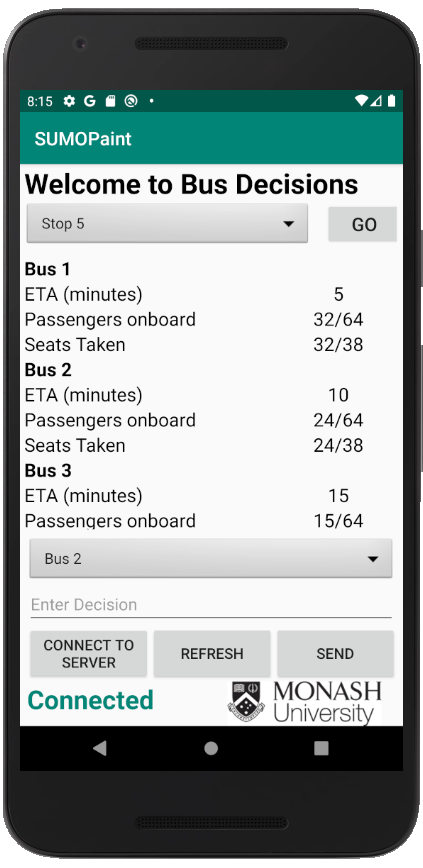 8:15
SUMOPaint
Welcome to Bus Decisions
Stop 5 GO
Bus 1
ETA (minutes) 5
Passengers onboard 32/64
Seats Taken 32/38
Bus 2
ETA (minutes) 10
Passengers onboard 24/64
Seats Taken 24/38
Bus 3
ETA (minutes) 15
Passengers onboard 15/64
Bus 2
Enter Decision
CONNECT TO
SERVER
REFRESH
SEND
Connected
MONASH
University